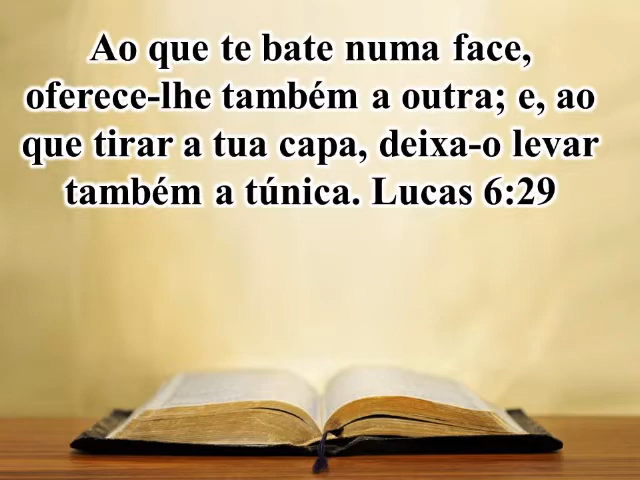 Ao que te bate numa face,
oferece-lhe também a outra; e, ao
que tirar a tua capa, deixa-o levar
também a túnica. Lucas 6:29